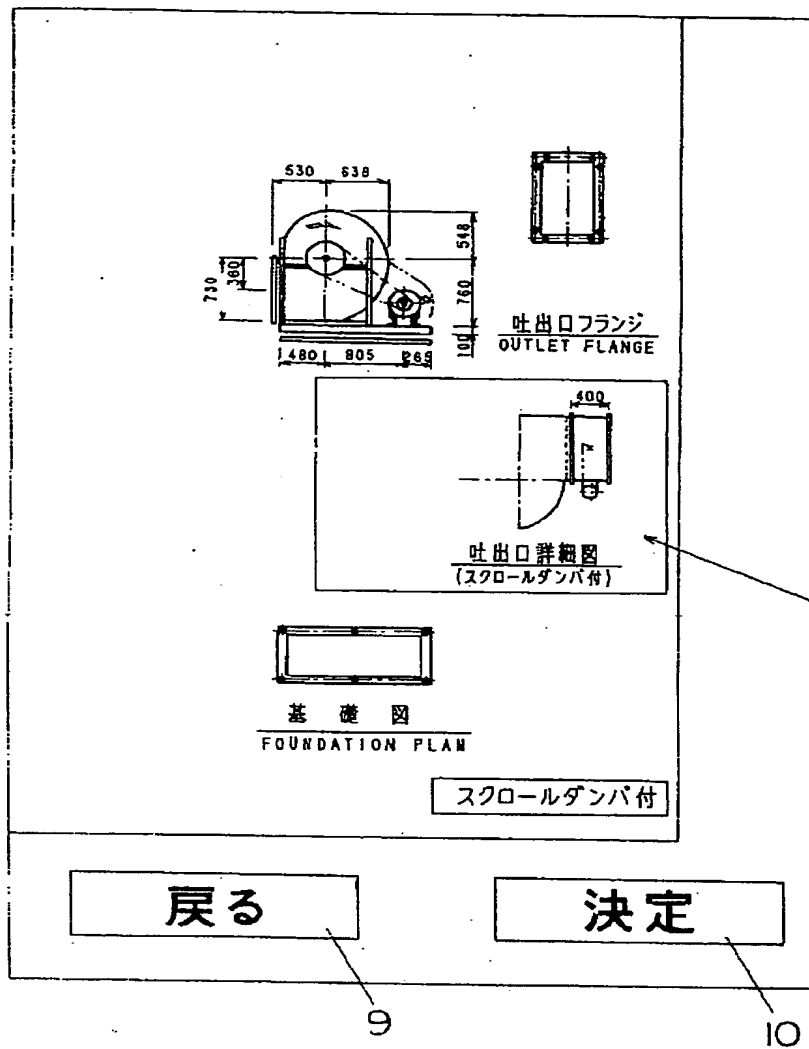 530 638
548
730
380
760
100
480 805 265
吐出口フランジ
OUTLET FLANGE
400
吐出口詳細図
(スクロールダンパ付)
基礎図
FOUNDATION PLAN
スクロールダンパ付
戻る
決定
9
10